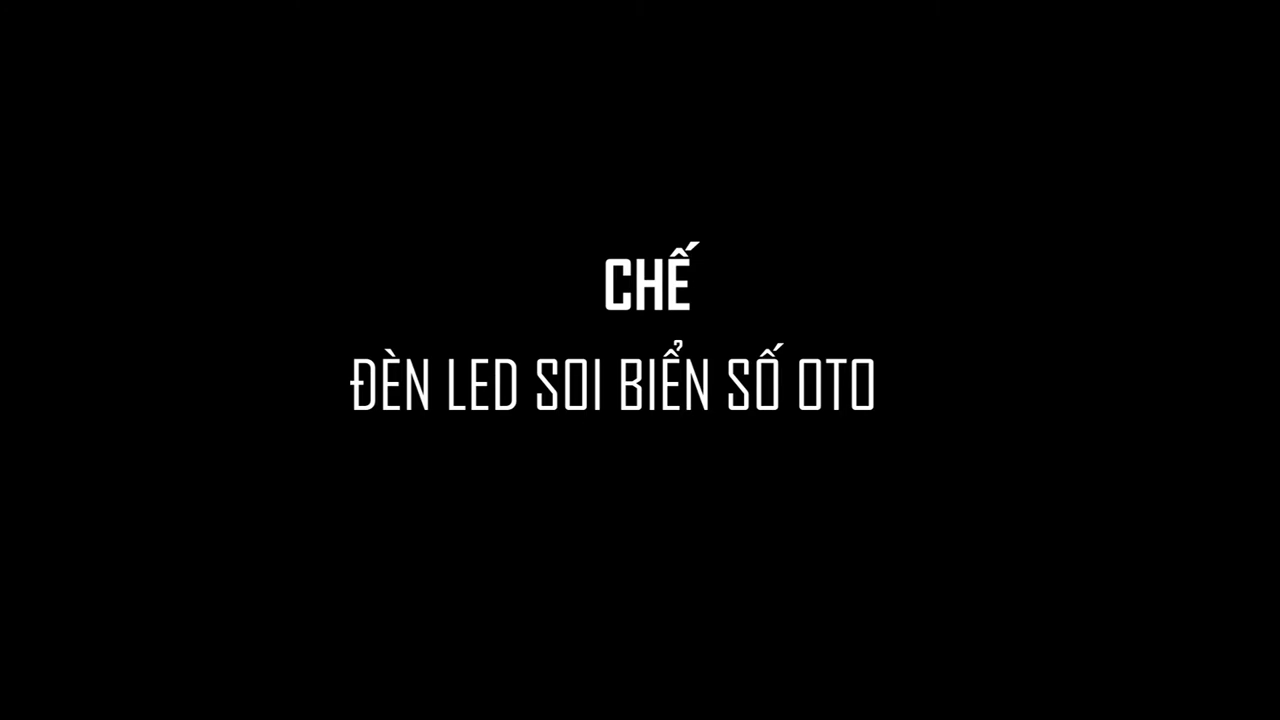 CHẾ
ĐÈN LED SOI BIỂN SỐ OTO